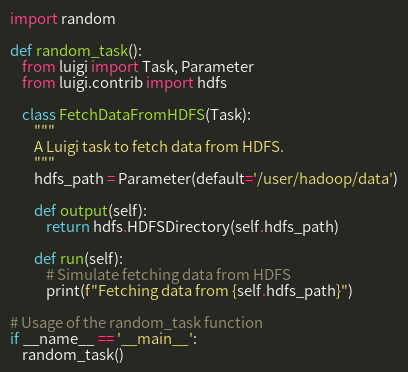 import random

def random_task():
    from luigi import Task, Parameter
    from luigi.contrib import hdfs

    class FetchDataFromHDFS(Task):
        """
        A Luigi task to fetch data from HDFS.
        """
        hdfs_path = Parameter(default='/user/hadoop/data')

        def output(self):
            return hdfs.HDFSDirectory(self.hdfs_path)

        def run(self):
            # Simulate fetching data from HDFS
            print(f"Fetching data from {self.hdfs_path}")

# Usage of the random_task function
if __name__ == '__main__':
    random_task()